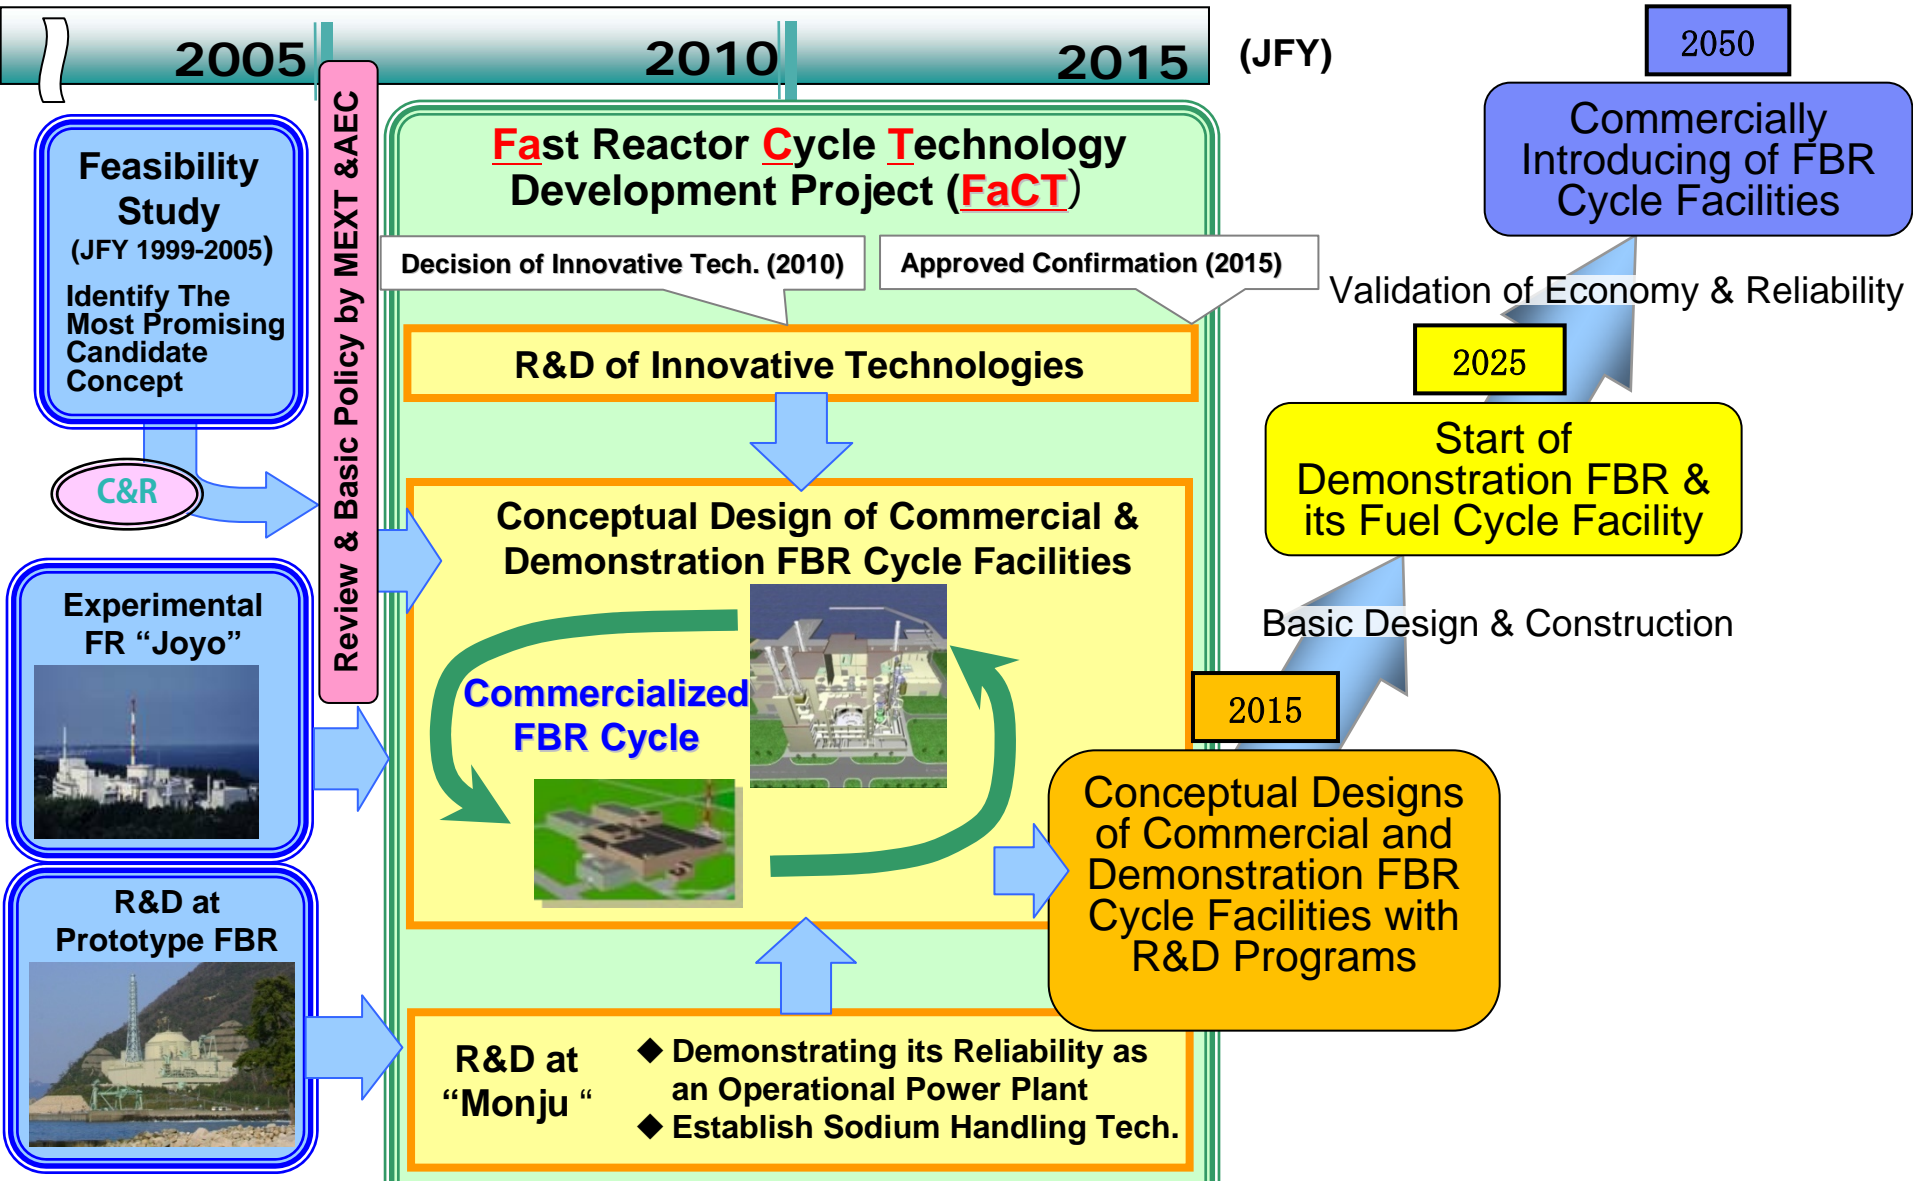 2005
2010
2015
(JFY)
Feasibility
Study
(JFY 1999-2005)
Identify The
Most Promising
Candidate
Concept
C&R
Experimental
FR “Joyo”
R&D at
Prototype FBR
Review & Basic Policy by MEXT &AEC
Fast Reactor Cycle Technology
Development Project (FaCT)
Decision of Innovative Tech. (2010)
Approved Confirmation (2015)
R&D of Innovative Technologies
Conceptual Design of Commercial &
Demonstration FBR Cycle Facilities
Commercialized
FBR Cycle
R&D at
“Monju “
◆ Demonstrating its Reliability as
an Operational Power Plant
◆ Establish Sodium Handling Tech.
2050
Commercially
Introducing of FBR
Cycle Facilities
Validation of Economy & Reliability
2025
Start of
Demonstration FBR &
its Fuel Cycle Facility
Basic Design & Construction
2015
Conceptual Designs
of Commercial and
Demonstration FBR
Cycle Facilities with
R&D Programs